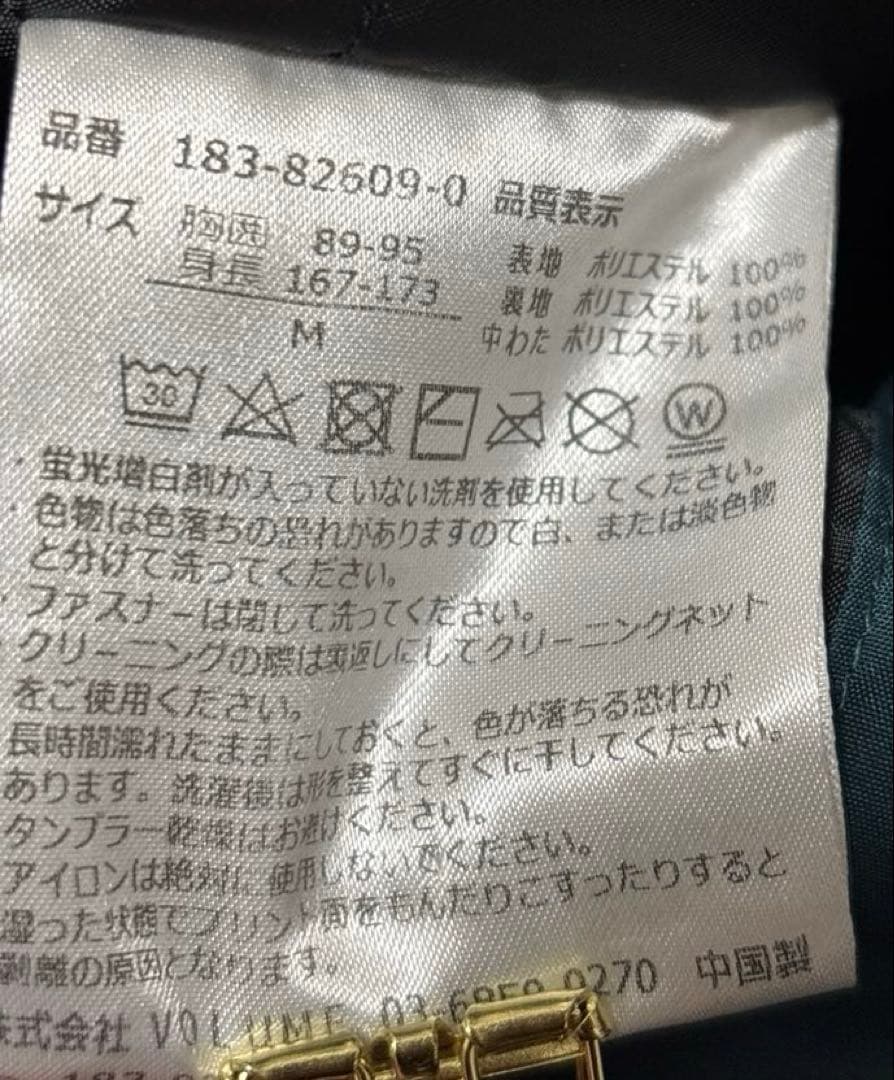 品番 183-82609-0 品質表示
サイズ 胸囲 89-95
身長 167-173
M
表地 ポリエステル 100%
裏地 ポリエステル 100%
中わた ポリエステル 100%
30
W
・蛍光増白剤が入っていない洗剤を使用してください。
・色物は色落ちの恐れがありますので白、または淡色物
と分けて洗ってください。
・ファスナーは閉じて洗ってください。
・クリーニングの際は裏返しにしてクリーニングネット
をご使用ください。
長時間濡れたままにしておくと、色が落ちる恐れが
あります。洗濯後は形を整えてすぐに干してください。
タンブラー乾燥はお避けください。
アイロンは絶対に使用しないでください。
湿った状態でプリント面をもんだりこすったりすると
剥離の原因となります。
株式会社 VOLUME 03-6859-0270 中国製